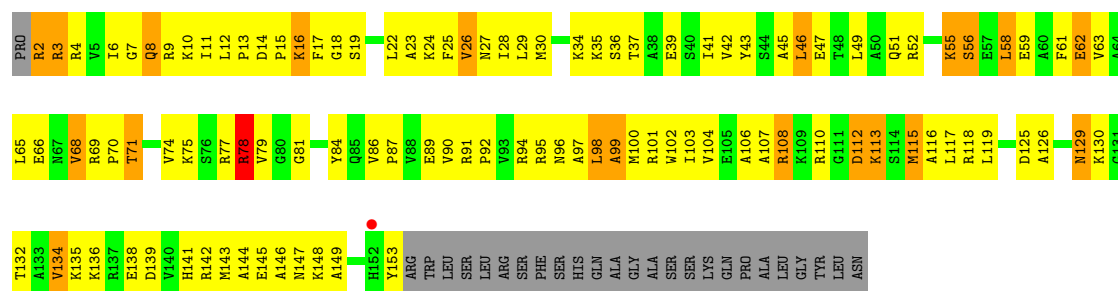 PRO R2 R3 R4 V5 I6 G7 Q8 R9 K10 I11 L12 P13 D14 P15 K16 F17 G18 S19 L22 A23 K24 F25 V26 N27 I28 L29 M30 K34 K35 S36 T37 A38 E39 S40 I41 V42 Y43 S44 A45 L46 E47 T48 L49 A50 Q51 R52 K55 S56 E57 L58 E59 A60 F61 E62 V63 A64
L65 E66 N67 V68 R69 P70 T71 V74 K75 S76 R77 R78 V79 G80 G81 Y84 Q85 V86 P87 V88 E89 V90 R91 P92 V93 R94 R95 N96 A97 L98 A99 M100 R101 W102 I103 V104 E105 A106 A107 R108 K109 R110 G111 D112 K113 S114 M115 A116 L117 R118 L119 D125 A126 N129 K130 G131
T132 A133 V134 K135 K136 R137 E138 D139 V140 H141 R142 M143 A144 E145 A146 N147 K148 A149 H152 Y153 ARG TRP LEU SER LEU ARG SER PHE SER HIS GLN ALA GLY ALA SER SER LYS GLN PRO ALA LEU GLY TYR LEU ASN